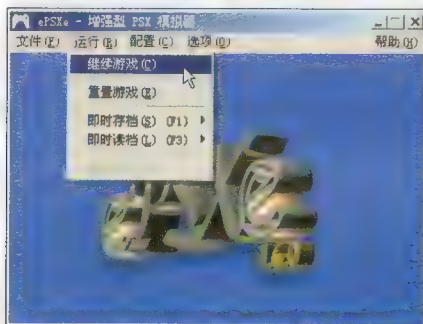 ePSXe - 增强型 PSX 模拟器
文件(F) 运行(R) 配置(C) 选项(O) 帮助(H)
继续游戏(C)
重置游戏(R)
即时存档(S) (F1)
即时读档(L) (F3)